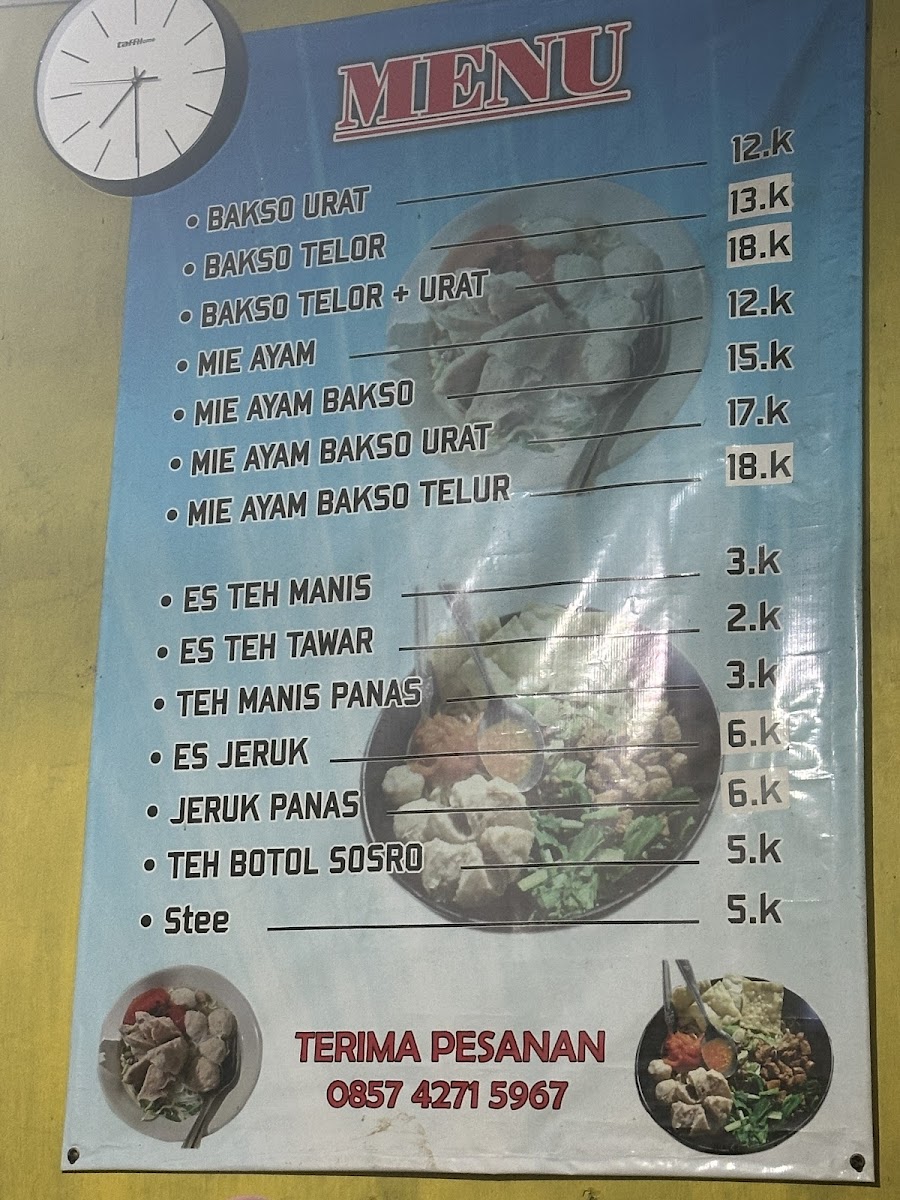 taffHOME
MENU
• BAKSO URAT 12.k
• BAKSO TELOR 13.k
• BAKSO TELOR + URAT 18.k
• MIE AYAM 12.k
• MIE AYAM BAKSO 15.k
• MIE AYAM BAKSO URAT 17.k
• MIE AYAM BAKSO TELUR 18.k
• ES TEH MANIS 3.k
• ES TEH TAWAR 2.k
• TEH MANIS PANAS 3.k
• ES JERUK 6.k
• JERUK PANAS 6.k
• TEH BOTOL SOSRO 5.k
• Stee 5.k
TERIMA PESANAN
0857 4271 5967